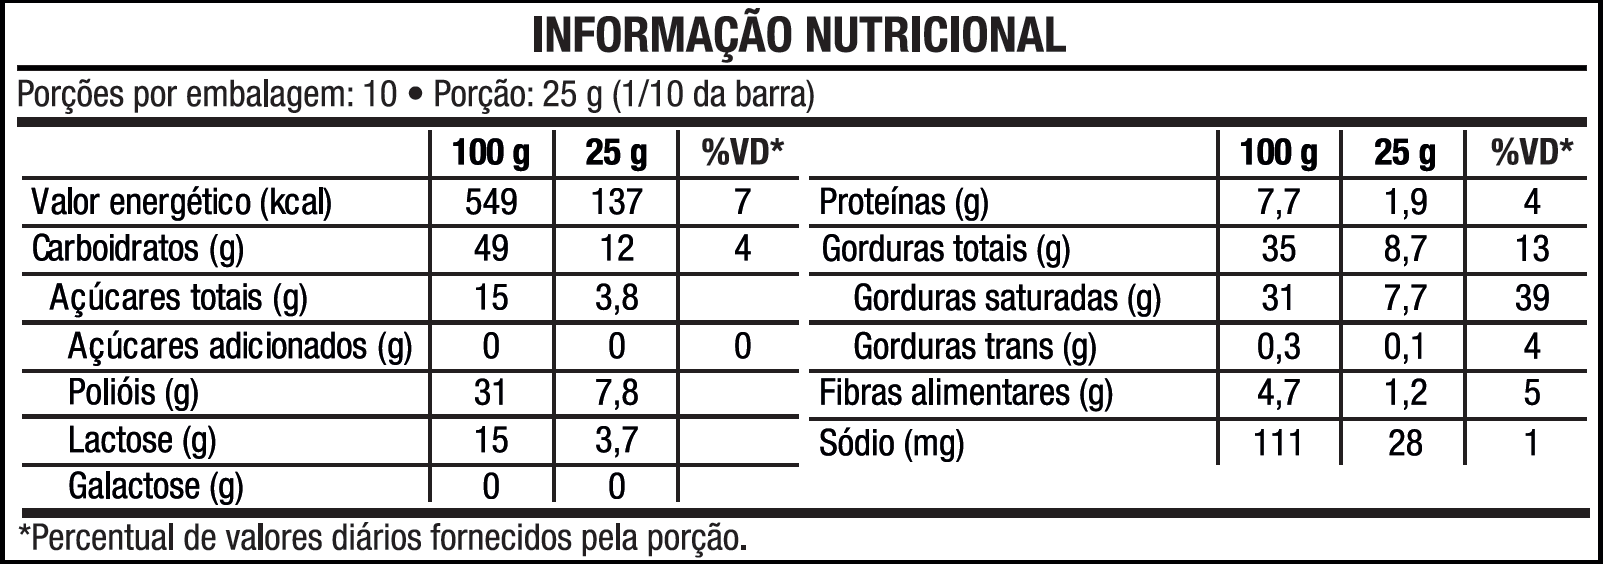 INFORMAÇÃO NUTRICIONAL
Porções por embalagem: 10 • Porção: 25 g (1/10 da barra)
100 g 25 g %VD*
Valor energético (kcal) 549 137 7
Carboidratos (g) 49 12 4
Açúcares totais (g) 15 3,8
Açúcares adicionados (g) 0 0 0
Polióis (g) 31 7,8
Lactose (g) 15 3,7
Galactose (g) 0 0
100 g 25 g %VD*
Proteínas (g) 7,7 1,9 4
Gorduras totais (g) 35 8,7 13
Gorduras saturadas (g) 31 7,7 39
Gorduras trans (g) 0,3 0,1 4
Fibras alimentares (g) 4,7 1,2 5
Sódio (mg) 111 28 1
*Percentual de valores diários fornecidos pela porção.